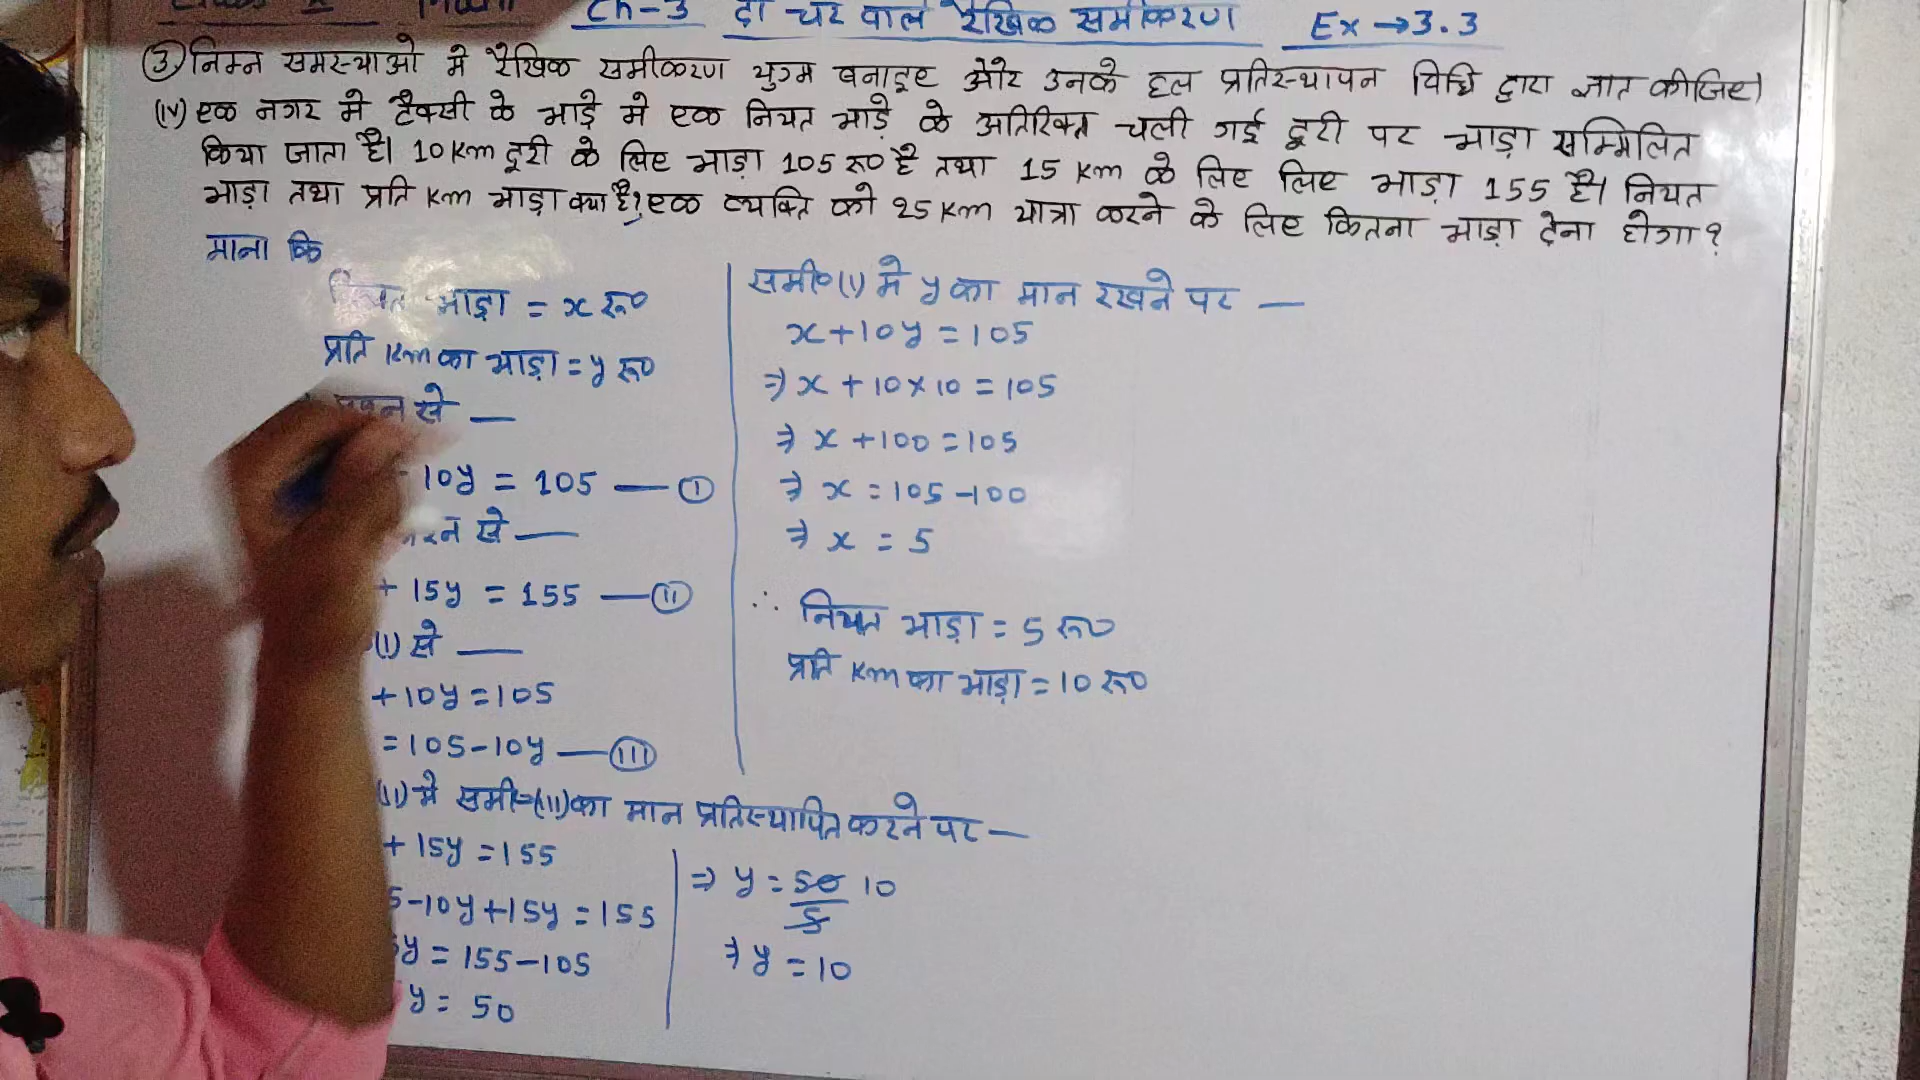 Ch-3 दो चर वाले रैखिक समीकरण Ex→3.3
③ निम्न समस्याओ मे रैखिक समीकरण युग्म बनाइए और उनके हल प्रतिस्थापन विधि द्वारा ज्ञात कीजिए।
(iv) एक नगर मे टैक्सी के भाड़े मे एक नियत भाड़े के अतिरिक्त चली गई दूरी पर भाड़ा सम्मिलित
किया जाता है। 10 Km दूरी के लिए भाड़ा 105 रू० है तथा 15 Km के लिए लिए भाड़ा 155 है। नियत
भाड़ा तथा प्रति Km भाड़ा क्या है? एक व्यक्ति को 25 Km यात्रा करने के लिए कितना भाड़ा देना होगा?
माना कि
भाड़ा = x रू०
प्रति Km का भाड़ा = y रू०
से —
10y = 105 — ①
से —
+ 15y = 155 — ⑪
(i) से —
+10y = 105
= 105-10y — (III)
(ii) मे समी०(iii) का मान प्रतिस्थापित करने पर —
+ 15y = 155
-10y+15y = 155
y = 155-105
y = 50
⇒ y = 50 10
5
⇒ y = 10
समी० (i) मे y का मान रखने पर —
x+10y = 105
⇒ x + 10×10 = 105
⇒ x +100 = 105
⇒ x = 105-100
⇒ x = 5
∴ नियत भाड़ा = 5 रू०
प्रति Km का भाड़ा = 10 रू०